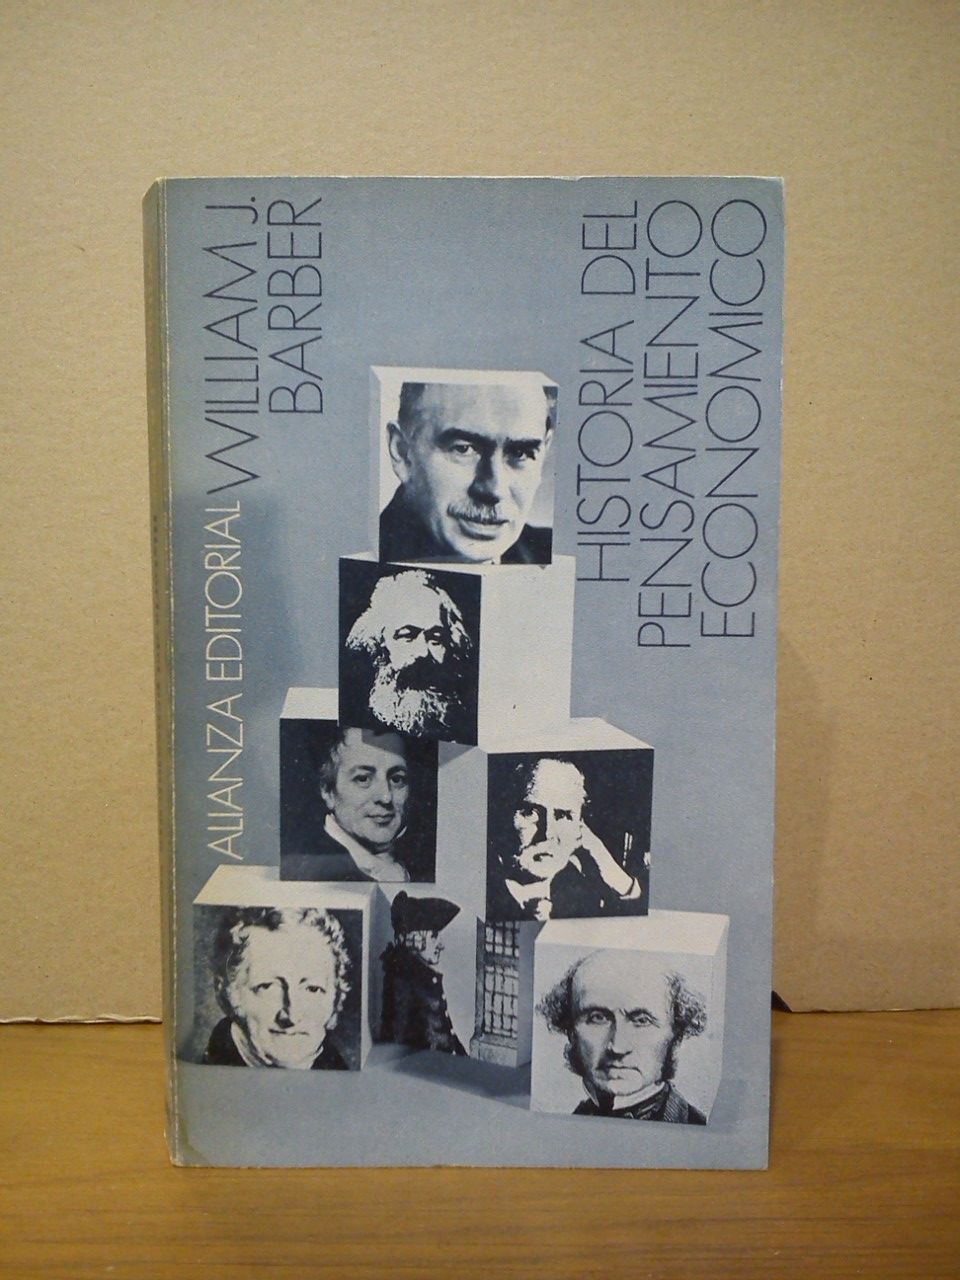 WILLIAM J.
BARBER
ALIANZA EDITORIAL
HISTORIA DEL
PENSAMIENTO
ECONOMICO